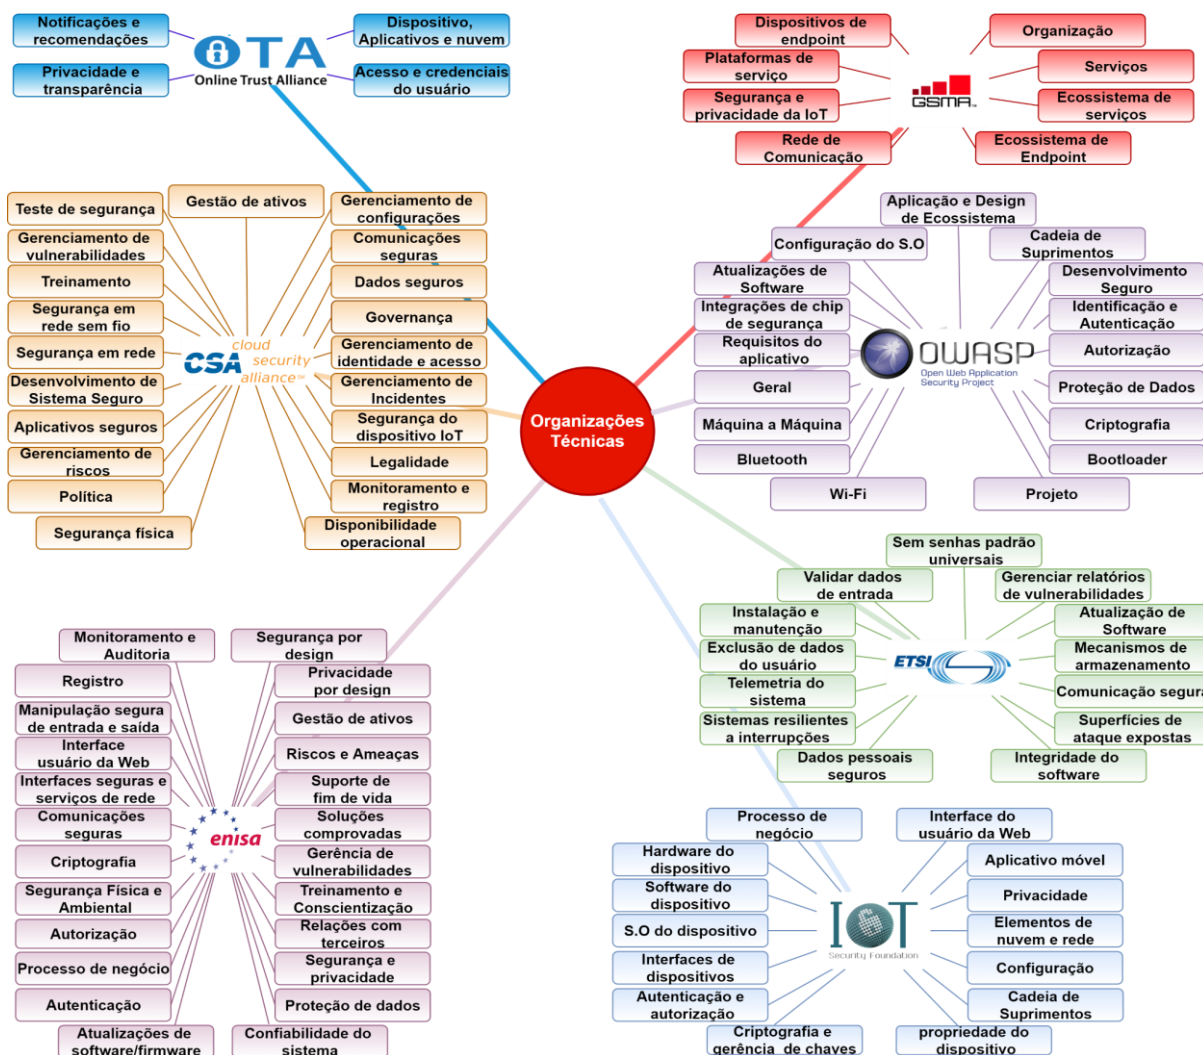 Notificações e
recomendações
Dispositivo,
Aplicativos e nuvem
OTA
Online Trust Alliance
Privacidade e
transparência
Acesso e credenciais
do usuário
Dispositivos de
endpoint
Organização
Plataformas de
serviço
Serviços
GSMA
Segurança e
privacidade da IoT
Ecossistema de
serviços
Rede de
Comunicação
Ecossistema de
Endpoint
Gestão de ativos
Teste de segurança
Gerenciamento de
configurações
Gerenciamento de
vulnerabilidades
Comunicações
seguras
Treinamento
Dados seguros
Segurança em
rede sem fio
Governança
CSA
cloud
security
alliance
Segurança em rede
Gerenciamento de
identidade e acesso
Desenvolvimento de
Sistema Seguro
Gerenciamento de
Incidentes
Aplicativos seguros
Segurança do
dispositivo IoT
Gerenciamento de
riscos
Legalidade
Política
Monitoramento e
registro
Segurança física
Disponibilidade
operacional
Organizações
Técnicas
Aplicação e Design
de Ecossistema
Configuração do S.O
Cadeia de
Suprimentos
Atualizações de
Software
Desenvolvimento
Seguro
Integrações de chip
de segurança
Identificação e
Autenticação
Requisitos do
aplicativo
OWASP
Open Web Application
Security Project
Autorização
Geral
Proteção de Dados
Máquina a Máquina
Criptografia
Bluetooth
Bootloader
Wi-Fi
Projeto
Sem senhas padrão
universais
Validar dados
de entrada
Gerenciar relatórios
de vulnerabilidades
Instalação e
manutenção
Atualização de
Software
Exclusão de dados
do usuário
ETSI
Mecanismos de
armazenamento
Telemetria do
sistema
Comunicação segura
Sistemas resilientes
a interrupções
Superfícies de
ataque expostas
Dados pessoais
seguros
Integridade do
software
Monitoramento e
Auditoria
Segurança por
design
Registro
Privacidade
por design
Manipulação segura
de entrada e saída
Gestão de ativos
Interface
usuário da Web
Riscos e Ameaças
Interfaces seguras e
serviços de rede
Suporte de
fim de vida
Comunicações
seguras
enisa
Soluções
comprovadas
Criptografia
Gerência de
vulnerabilidades
Segurança Física e
Ambiental
Treinamento e
Conscientização
Autorização
Relações com
terceiros
Processo de negócio
Segurança e
privacidade
Autenticação
Proteção de dados
Atualizações de
software/firmware
Confiabilidade do
sistema
Processo de
negócio
Interface do
usuário da Web
Hardware do
dispositivo
Aplicativo móvel
Software do
dispositivo
Privacidade
S.O do dispositivo
IOT
Security Foundation
Elementos de
nuvem e rede
Interfaces de
dispositivos
Configuração
Autenticação e
autorização
Cadeia de
Suprimentos
Criptografia e
gerência de chaves
propriedade do
dispositivo